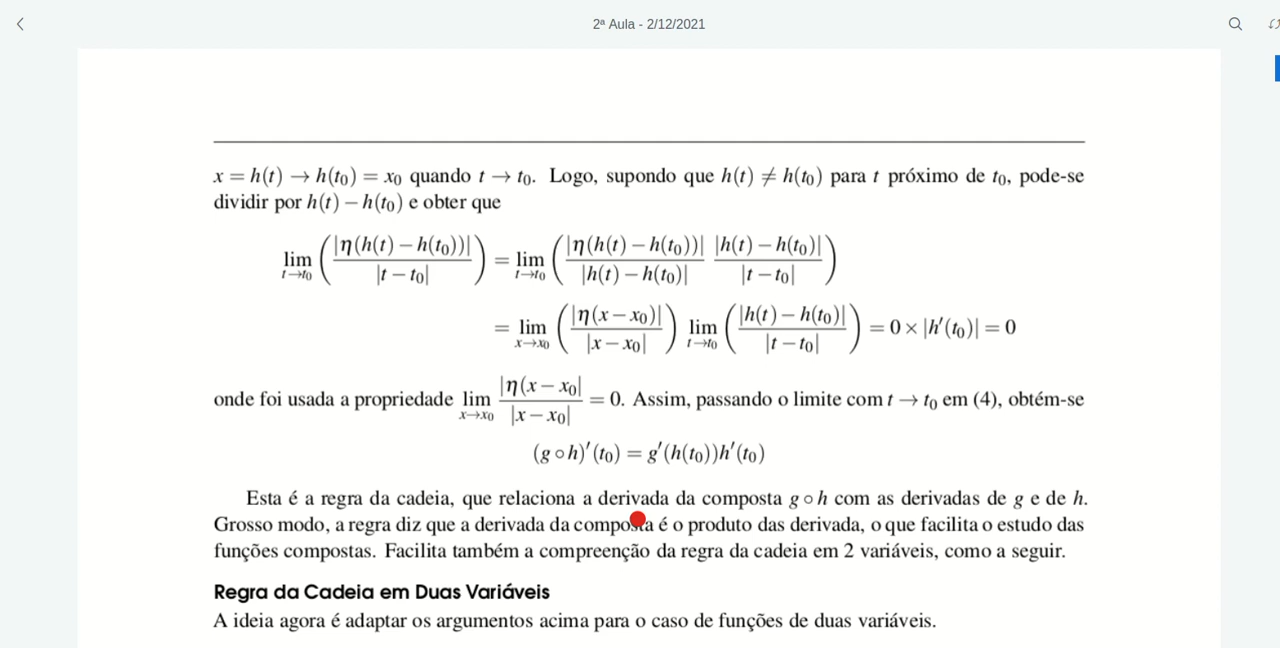 2ª Aula - 2/12/2021
x = h(t) → h(t₀) = x₀ quando t → t₀. Logo, supondo que h(t) ≠ h(t₀) para t próximo de t₀, pode-se
dividir por h(t) − h(t₀) e obter que
lim_{t→t₀} (|η(h(t) − h(t₀))| / |t − t₀|) = lim_{t→t₀} (|η(h(t) − h(t₀))| / |h(t) − h(t₀)| |h(t) − h(t₀)| / |t − t₀|)
= lim_{x→x₀} (|η(x − x₀)| / |x − x₀|) lim_{t→t₀} (|h(t) − h(t₀)| / |t − t₀|) = 0 × |h′(t₀)| = 0
onde foi usada a propriedade lim_{x→x₀} |η(x − x₀| / |x − x₀| = 0. Assim, passando o limite com t → t₀ em (4), obtém-se
(g ∘ h)′(t₀) = g′(h(t₀))h′(t₀)
Esta é a regra da cadeia, que relaciona a derivada da composta g ∘ h com as derivadas de g e de h.
Grosso modo, a regra diz que a derivada da composta é o produto das derivada, o que facilita o estudo das
funções compostas. Facilita também a compreenção da regra da cadeia em 2 variáveis, como a seguir.
Regra da Cadeia em Duas Variáveis
A ideia agora é adaptar os argumentos acima para o caso de funções de duas variáveis.